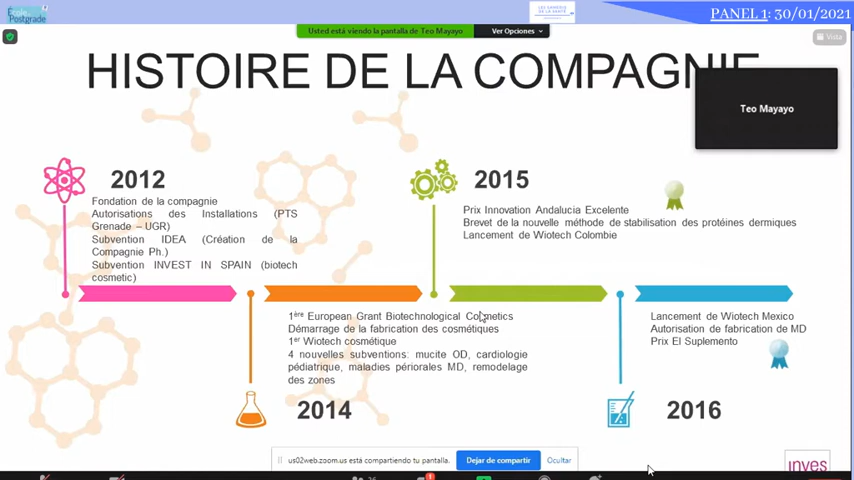 École
Postgrade
LES GAMEDIS
DE LA SANTÉ
PANEL 1: 30/01/2021
Usted está viendo la pantalla de Teo Mayayo
Ver Opciones
Vista
HISTOIRE DE LA COMPAGNIE
Teo Mayayo
2012
Fondation de la compagnie
Autorisations des Installations (PTS
Grenade – UGR)
Subvention IDEA (Création de la
Compagnie Ph.)
Subvention INVEST IN SPAIN (biotech
cosmetic)
2015
Prix Innovation Andalucia Excelente
Brevet de la nouvelle méthode de stabilisation des protéines dermiques
Lancement de Wiotech Colombie
1ère European Grant Biotechnological Cosmetics
Démarrage de la fabrication des cosmétiques
1er Wiotech cosmétique
4 nouvelles subventions: mucite OD, cardiologie
pédiatrique, maladies périorales MD, remodelage
des zones
2014
Lancement de Wiotech Mexico
Autorisation de fabrication de MD
Prix El Suplemento
2016
us02web.zoom.us está compartiendo tu pantalla.
Dejar de compartir
Ocultar
inves